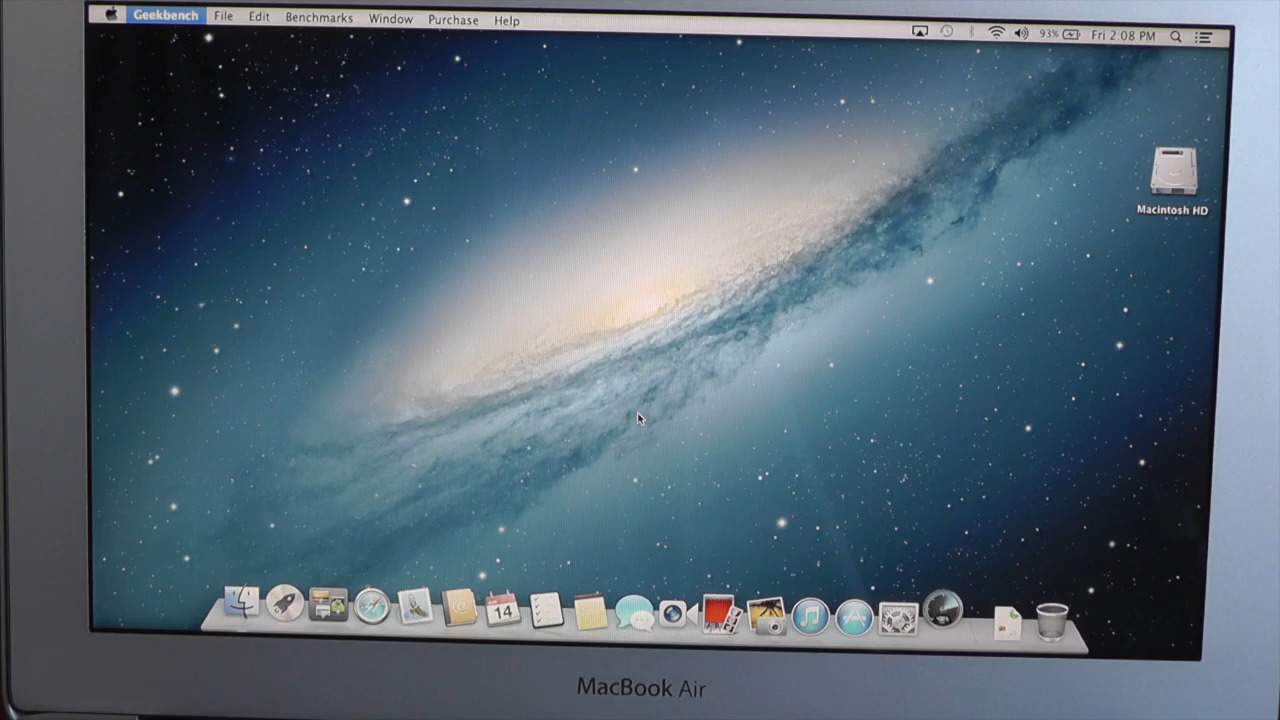 Geekbench File Edit Benchmarks Window Purchase Help 93% Fri 2:08 PM
Macintosh HD
14
MacBook Air